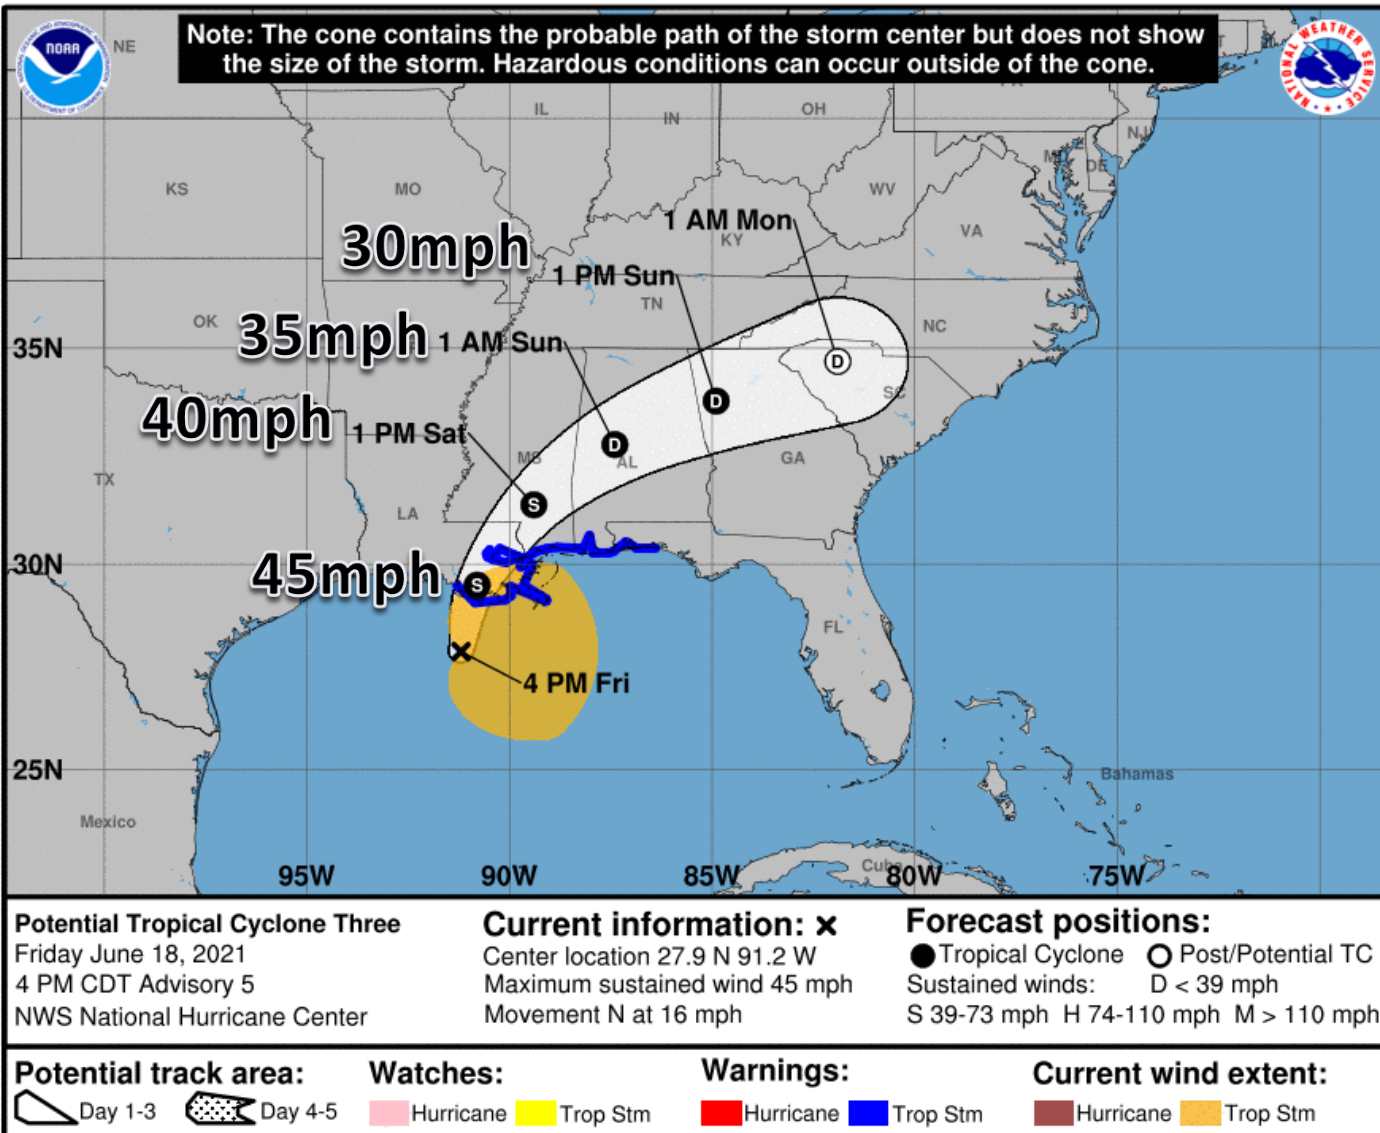 Note: The cone contains the probable path of the storm center but does not show
the size of the storm. Hazardous conditions can occur outside of the cone.
NOAA
NATIONAL WEATHER SERVICE
NE
IL
IN
OH
NJ
DE
KS
MO
WV
VA
KY
1 AM Mon
30mph
1 PM Sun
TN
OK
NC
35N
35mph
1 AM Sun
D
SC
D
40mph
1 PM Sat
D
MS
AL
GA
TX
LA
S
30N
45mph
S
FL
4 PM Fri
25N
Bahamas
Mexico
Cuba
95W
90W
85W
80W
75W
Potential Tropical Cyclone Three
Friday June 18, 2021
4 PM CDT Advisory 5
NWS National Hurricane Center
Current information: ×
Center location 27.9 N 91.2 W
Maximum sustained wind 45 mph
Movement N at 16 mph
Forecast positions:
Tropical Cyclone
Post/Potential TC
Sustained winds:
D < 39 mph
S 39-73 mph H 74-110 mph M > 110 mph
Potential track area:
Day 1-3
Day 4-5
Watches:
Hurricane
Trop Stm
Warnings:
Hurricane
Trop Stm
Current wind extent:
Hurricane
Trop Stm